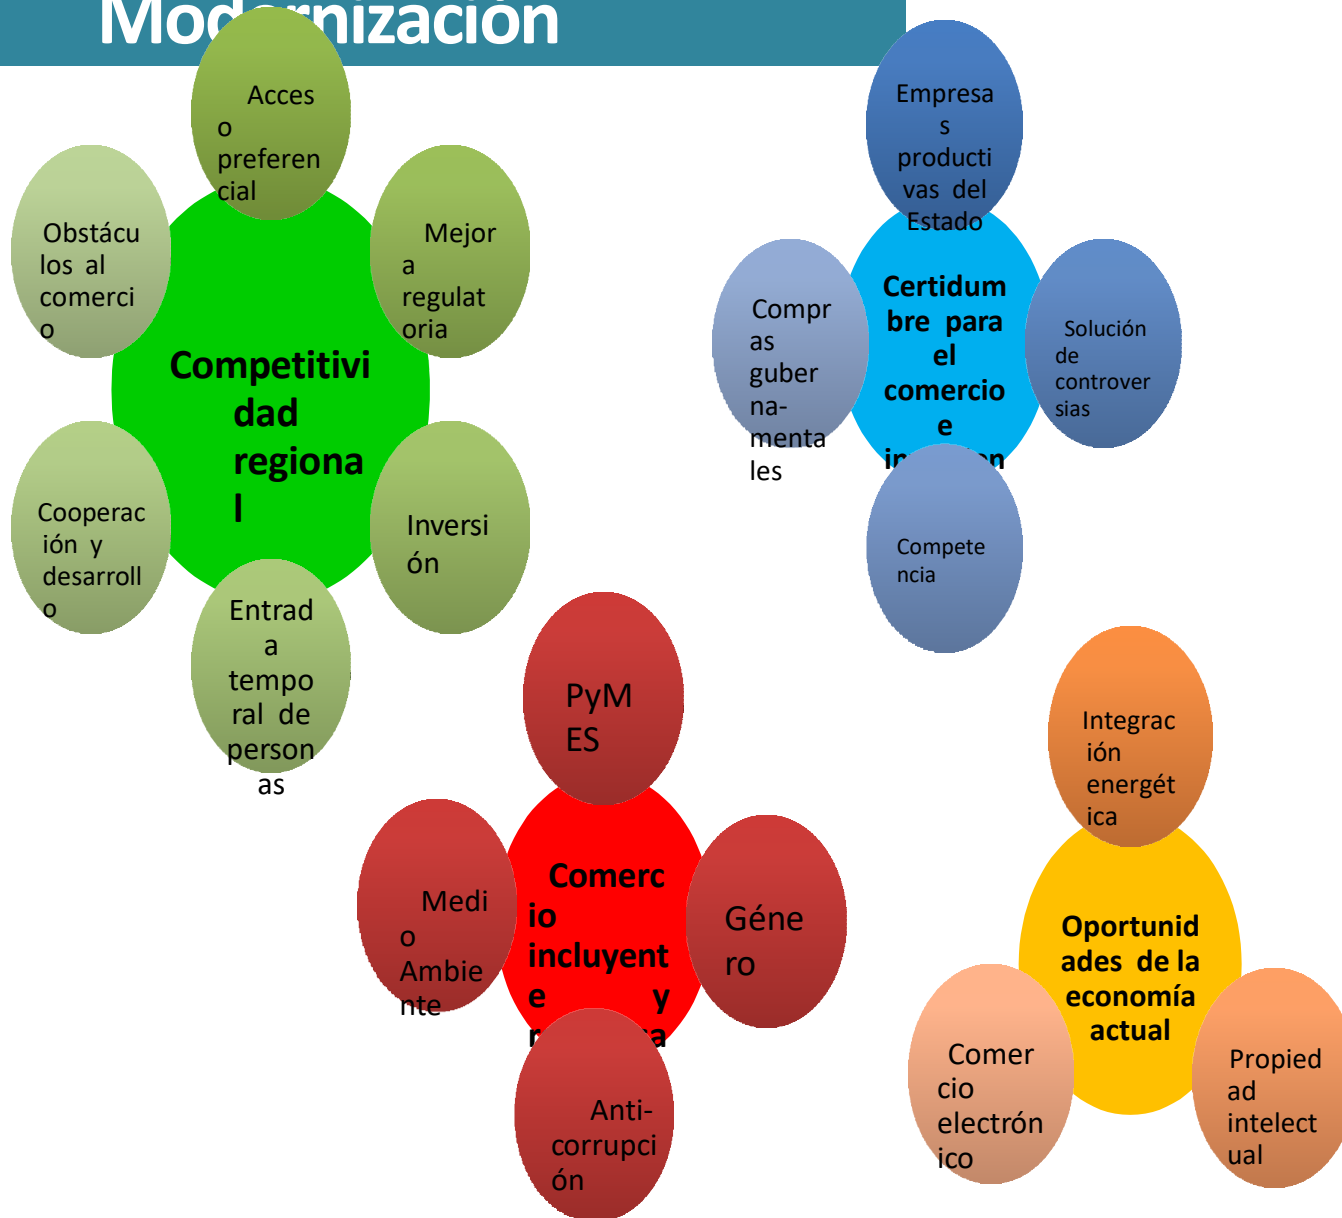 Modernización
Acces
o
preferen
cial
Obstácu
los al
comerci
o
Mejor
a
regulat
oria
Competitivi
dad
regiona
l
Cooperac
ión y
desarroll
o
Inversi
ón
Entrad
a
tempo
ral de
person
as
Empresa
s
producti
vas del
Estado
Compr
as
guber
na-
menta
les
Certidum
bre para
el
comercio
e
Solución
de
controver
sias
Compete
ncia
PyM
ES
Medi
o
Ambie
nte
Comerc
io
incluyent
e y
Géne
ro
Anti-
corrupci
ón
Integrac
ión
energét
ica
Oportunid
ades de la
economía
actual
Comer
cio
electrón
ico
Propied
ad
intelect
ual